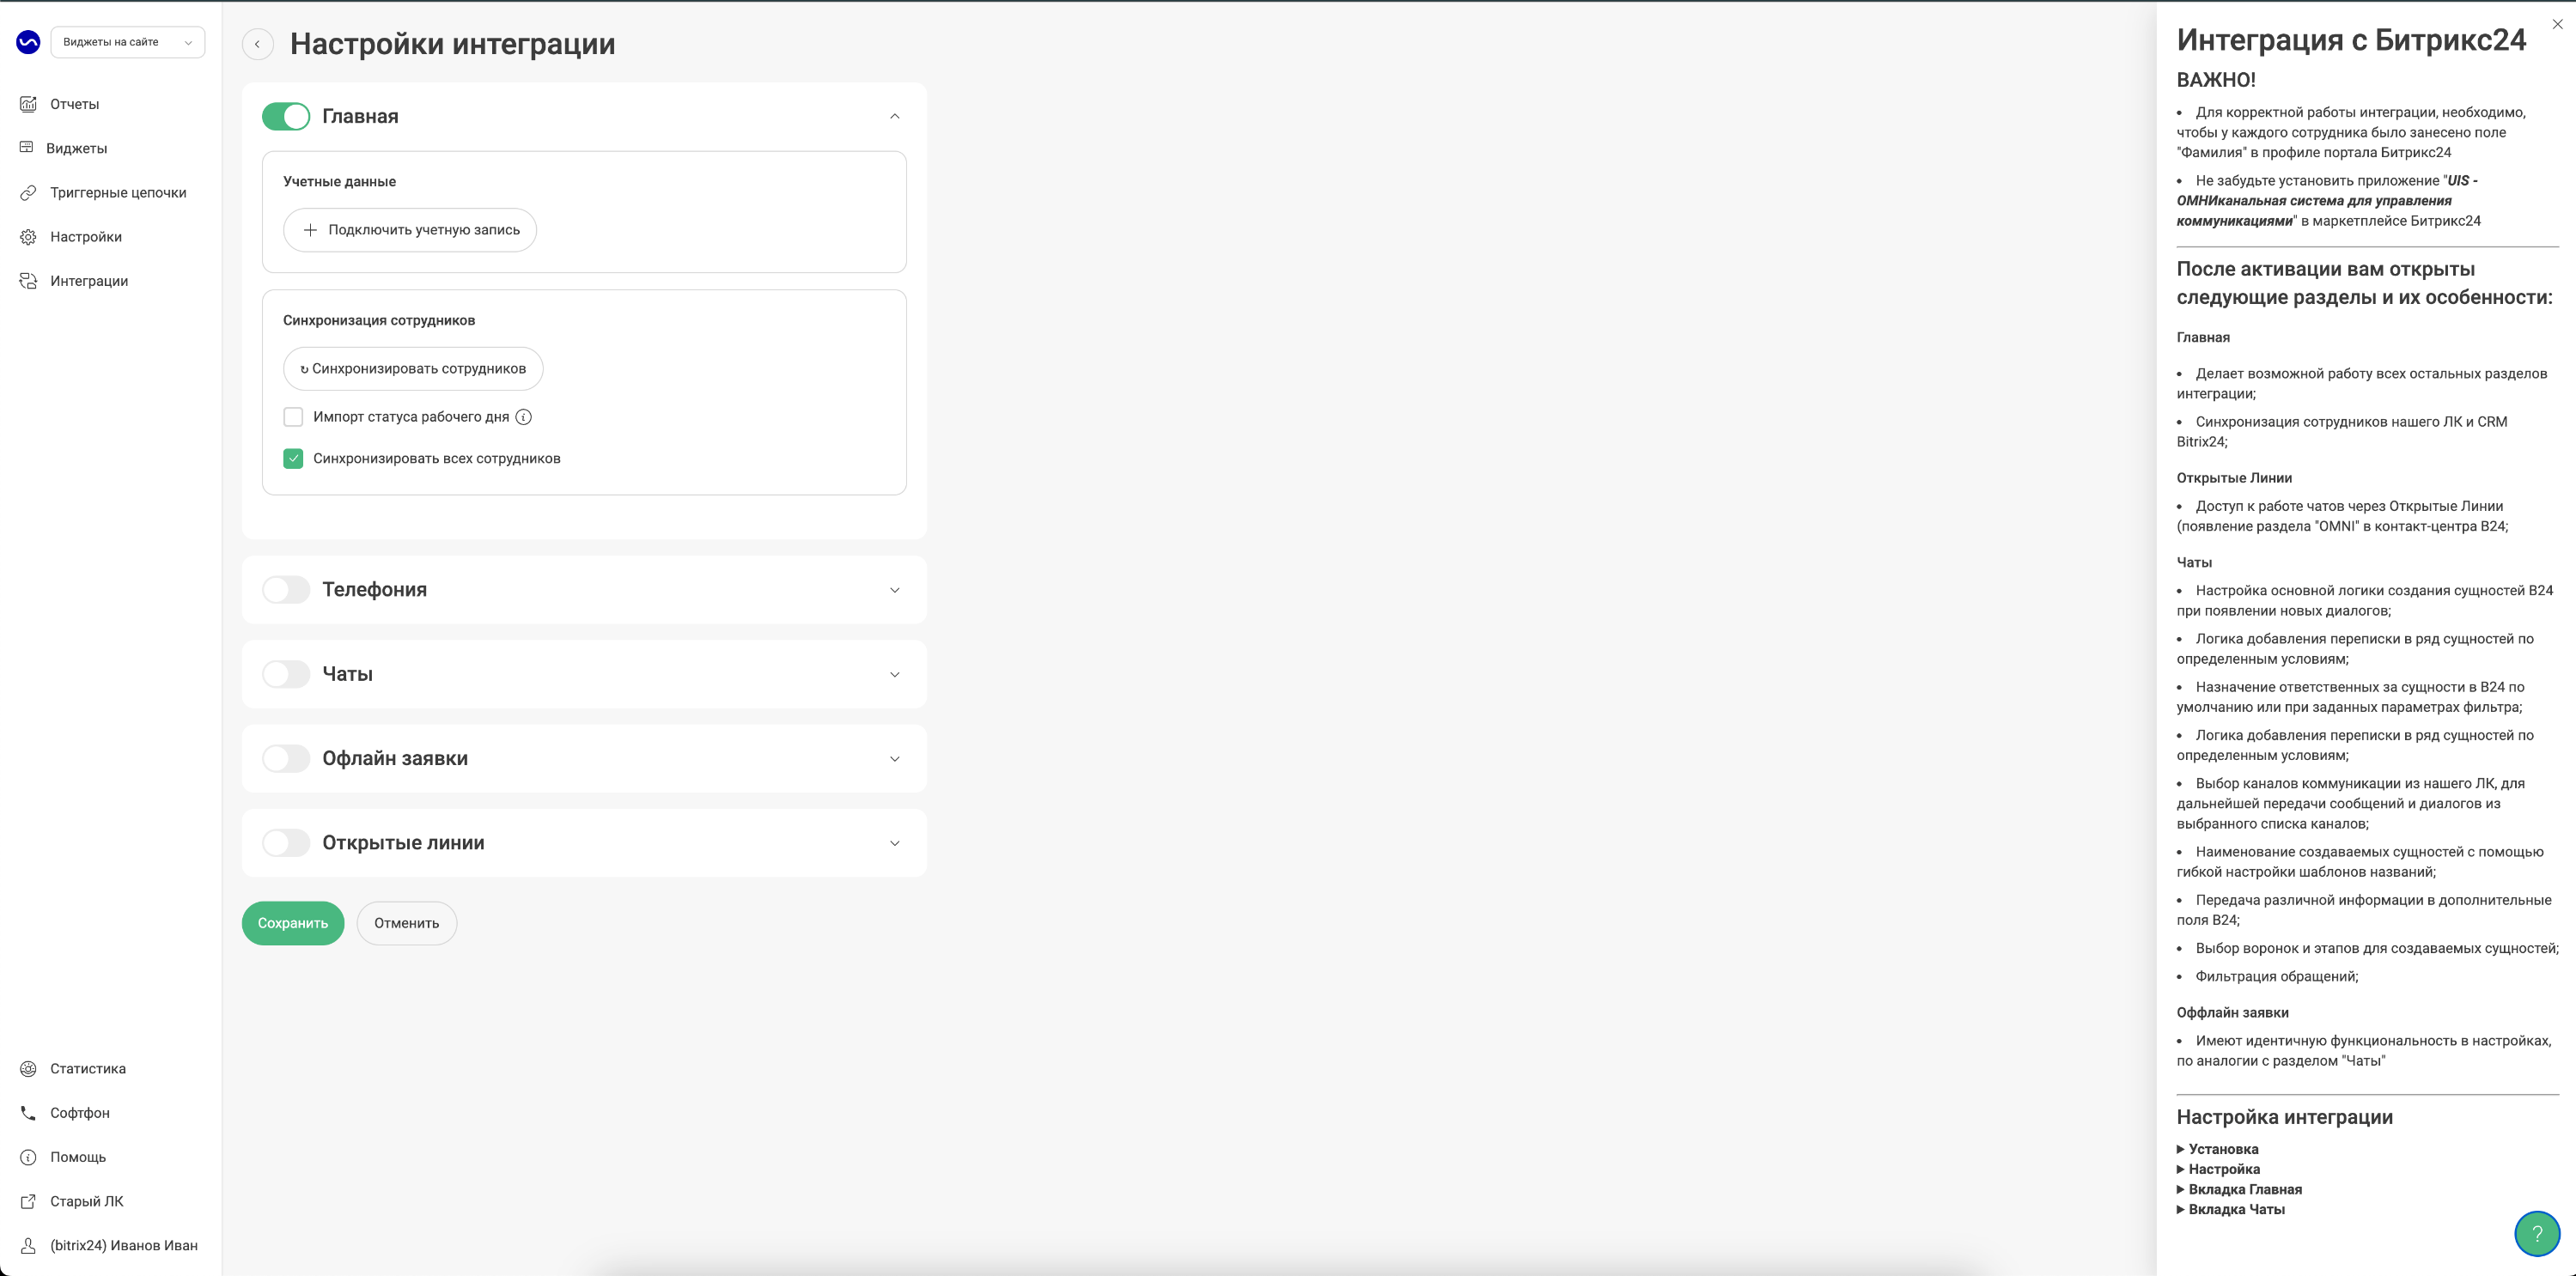 Виджеты на сайте
Отчеты
Виджеты
Триггерные цепочки
Настройки
Интеграции
Статистика
Софтфон
Помощь
Старый ЛК
(bitrix24) Иванов Иван
Настройки интеграции
Главная
Учетные данные
+ Подключить учетную запись
Синхронизация сотрудников
↻ Синхронизировать сотрудников
Импорт статуса рабочего дня
Синхронизировать всех сотрудников
Телефония
Чаты
Офлайн заявки
Открытые линии
Сохранить
Отменить
Интеграция с Битрикс24
ВАЖНО!
• Для корректной работы интеграции, необходимо,
чтобы у каждого сотрудника было занесено поле
"Фамилия" в профиле портала Битрикс24
• Не забудьте установить приложение "UIS -
ОМНИканальная система для управления
коммуникациями" в маркетплейсе Битрикс24
После активации вам открыты
следующие разделы и их особенности:
Главная
• Делает возможной работу всех остальных разделов
интеграции;
• Синхронизация сотрудников нашего ЛК и CRM
Bitrix24;
Открытые Линии
• Доступ к работе чатов через Открытые Линии
(появление раздела "OMNI" в контакт-центра B24;
Чаты
• Настройка основной логики создания сущностей B24
при появлении новых диалогов;
• Логика добавления переписки в ряд сущностей по
определенным условиям;
• Назначение ответственных за сущности в B24 по
умолчанию или при заданных параметрах фильтра;
• Логика добавления переписки в ряд сущностей по
определенным условиям;
• Выбор каналов коммуникации из нашего ЛК, для
дальнейшей передачи сообщений и диалогов из
выбранного списка каналов;
• Наименование создаваемых сущностей с помощью
гибкой настройки шаблонов названий;
• Передача различной информации в дополнительные
поля B24;
• Выбор воронок и этапов для создаваемых сущностей;
• Фильтрация обращений;
Оффлайн заявки
• Имеют идентичную функциональность в настройках,
по аналогии с разделом "Чаты"
Настройка интеграции
▶ Установка
▶ Настройка
▶ Вкладка Главная
▶ Вкладка Чаты
?